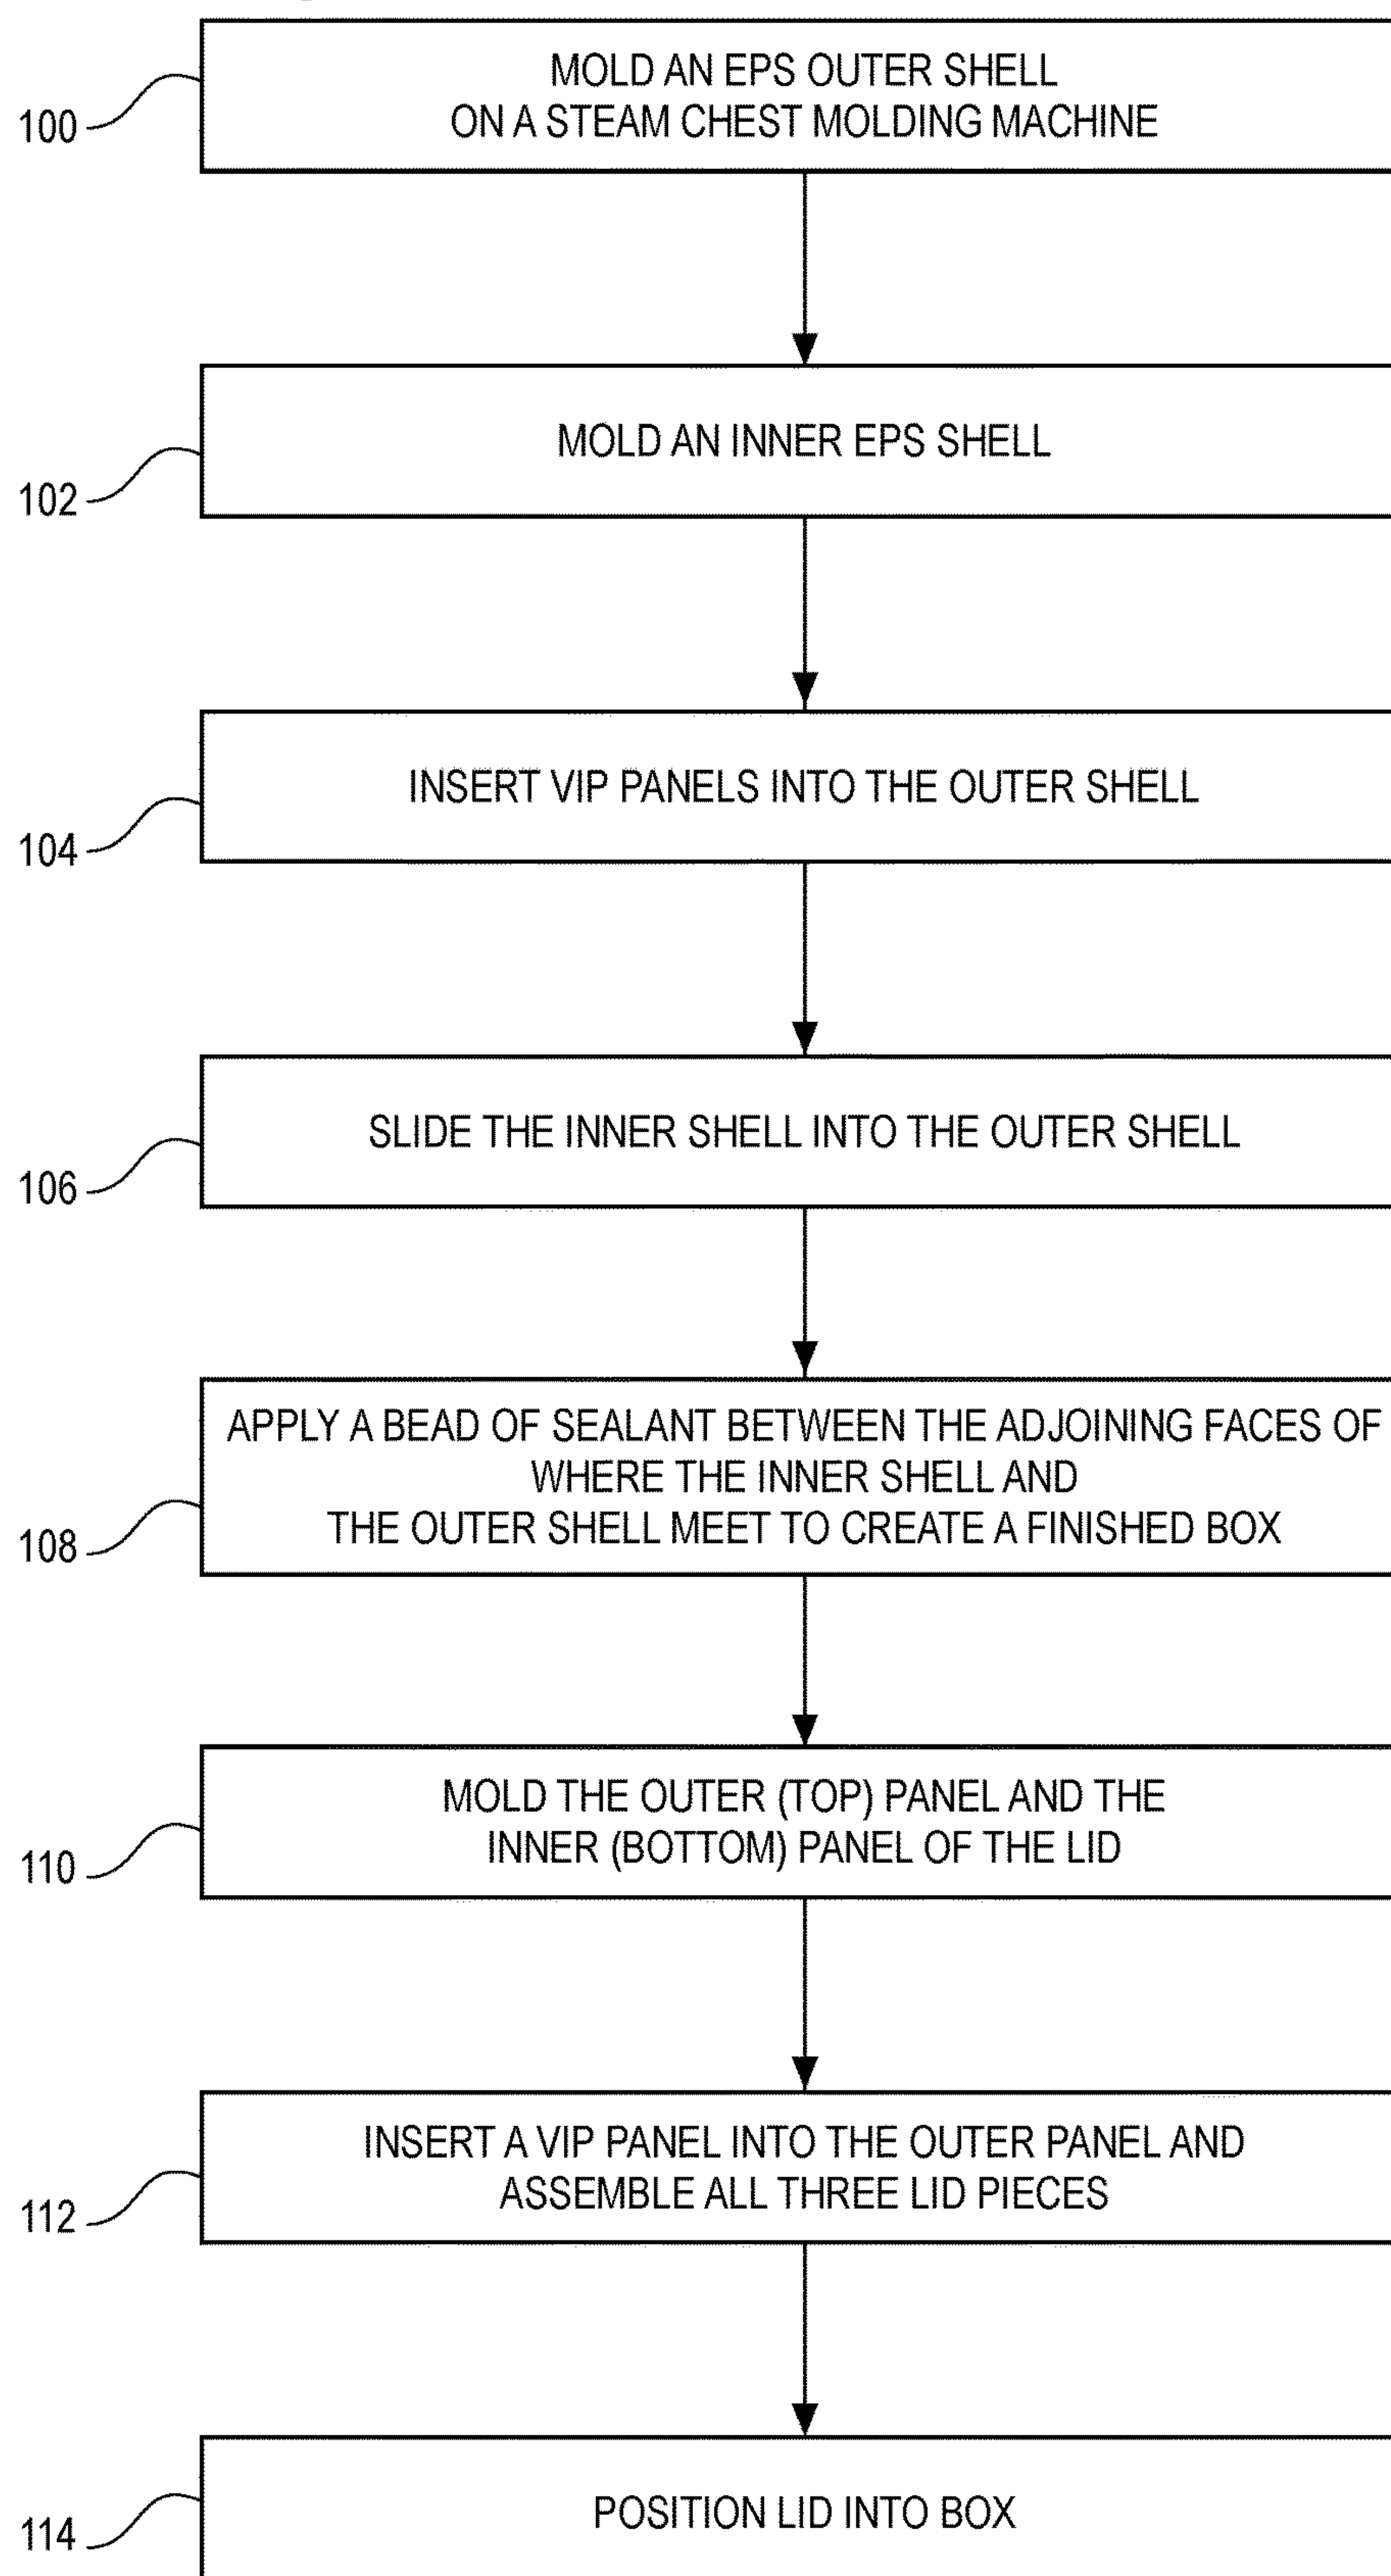 MOLD AN EPS OUTER SHELL
ON A STEAM CHEST MOLDING MACHINE
100
MOLD AN INNER EPS SHELL
102
INSERT VIP PANELS INTO THE OUTER SHELL
104
SLIDE THE INNER SHELL INTO THE OUTER SHELL
106
APPLY A BEAD OF SEALANT BETWEEN THE ADJOINING FACES OF
WHERE THE INNER SHELL AND
THE OUTER SHELL MEET TO CREATE A FINISHED BOX
108
MOLD THE OUTER (TOP) PANEL AND THE
INNER (BOTTOM) PANEL OF THE LID
110
INSERT A VIP PANEL INTO THE OUTER PANEL AND
ASSEMBLE ALL THREE LID PIECES
112
POSITION LID INTO BOX
114